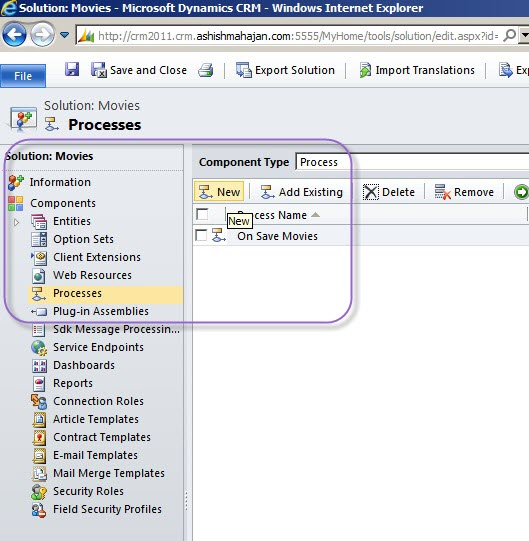 Solution: Movies - Microsoft Dynamics CRM - Windows Internet Explorer
http://crm2011.crm.ashishmahajan.com:5555/MyHome/tools/solution/edit.aspx?id=
File
Save and Close
Export Solution
Import Translations
Solution: Movies
Processes
Solution: Movies
Information
Components
Entities
Option Sets
Client Extensions
Web Resources
Processes
Plug-in Assemblies
Sdk Message Processin...
Service Endpoints
Dashboards
Reports
Connection Roles
Article Templates
Contract Templates
E-mail Templates
Mail Merge Templates
Security Roles
Field Security Profiles
Component Type Process
New Add Existing Delete Remove
Process Name
New
On Save Movies